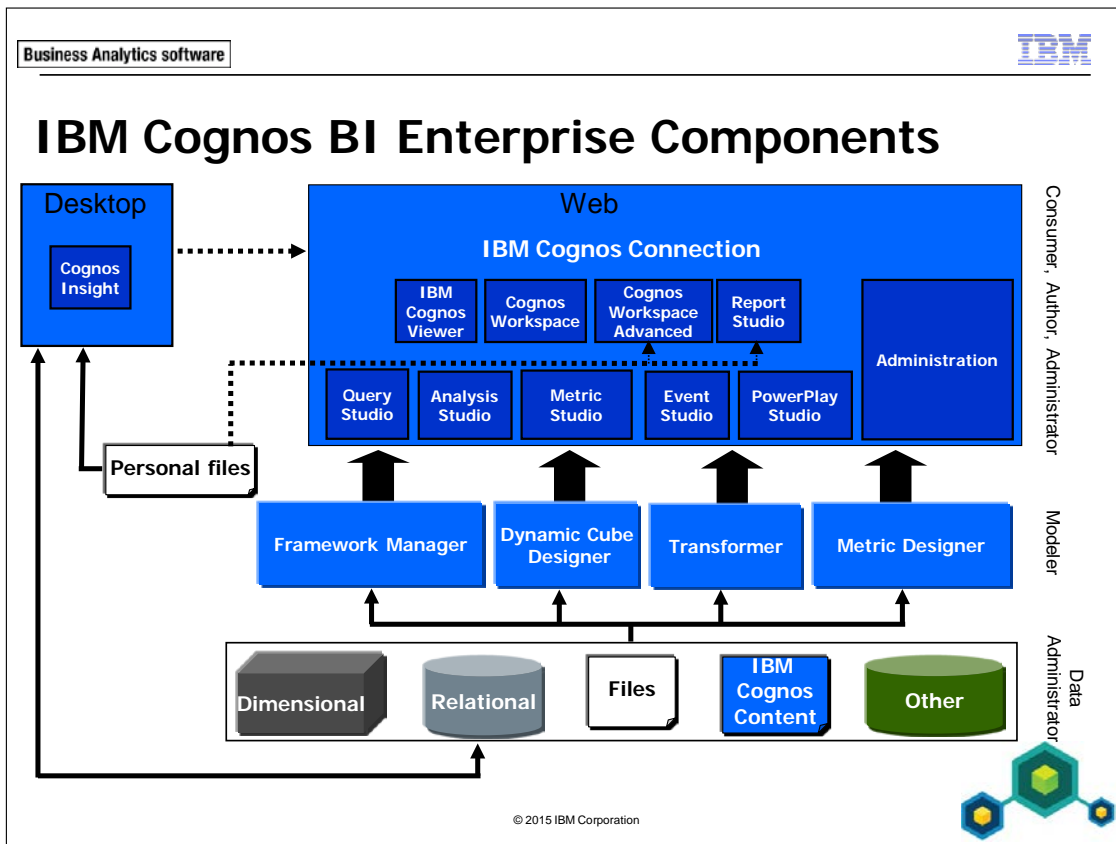 Business Analytics software
IBM
IBM Cognos BI Enterprise Components
Desktop
Cognos
Insight
Web
IBM Cognos Connection
IBM
Cognos
Viewer
Cognos
Workspace
Cognos
Workspace
Advanced
Report
Studio
Administration
Query
Studio
Analysis
Studio
Metric
Studio
Event
Studio
PowerPlay
Studio
Consumer, Author, Administrator
Personal files
Framework Manager
Dynamic Cube
Designer
Transformer
Metric Designer
Modeler
Dimensional
Relational
Files
IBM
Cognos
Content
Other
Data
Administrator
© 2015 IBM Corporation